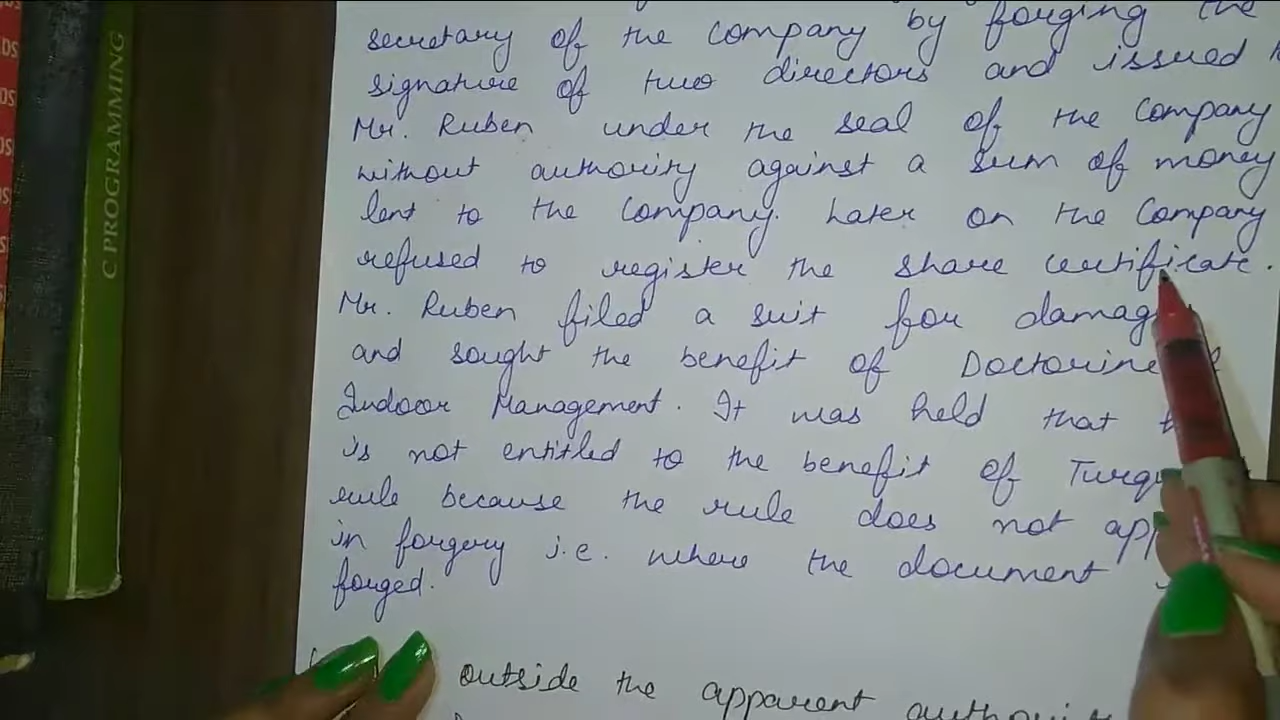 C PROGRAMMING
secretary of the company by forging the
signature of two directors and issued
Mr. Ruben under the seal of the Company
without authority against a sum of money
lent to the Company. Later on the Company
refused to register the share certificate.
Mr. Ruben filed a suit for damag
and sought the benefit of Doctorine
Indoor Management. It was held that
is not entitled to the benefit of Turq
rule because the rule does not app
in forgery i.e. where the document
forged.
outside the apparent